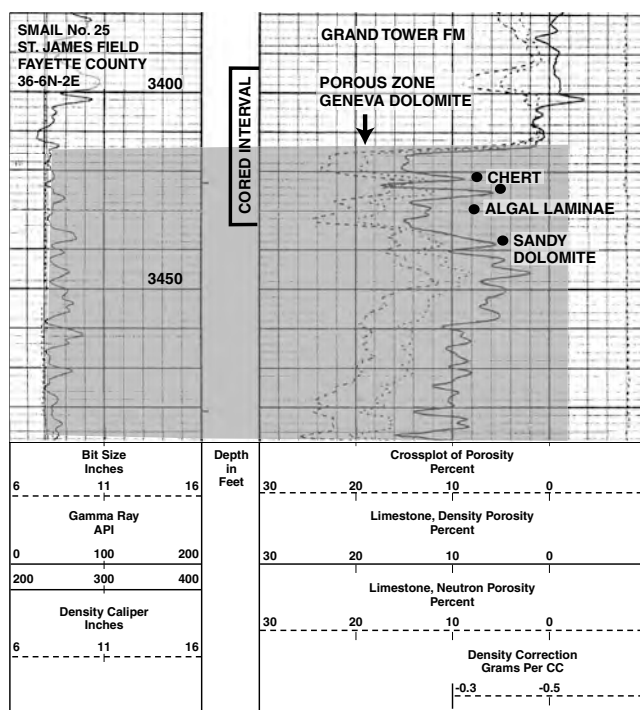 SMAIL No. 25
ST. JAMES FIELD
FAYETTE COUNTY
36-6N-2E
3400
CORED INTERVAL
GRAND TOWER FM
POROUS ZONE
GENEVA DOLOMITE
CHERT
ALGAL LAMINAE
SANDY
DOLOMITE
3450
Bit Size
Inches
6 11 16
Gamma Ray
API
0 100 200
200 300 400
Density Caliper
Inches
6 11 16
Depth
in
Feet
Crossplot of Porosity
Percent
30 20 10 0
Limestone, Density Porosity
Percent
30 20 10 0
Limestone, Neutron Porosity
Percent
30 20 10 0
Density Correction
Grams Per CC
-0.3 -0.5